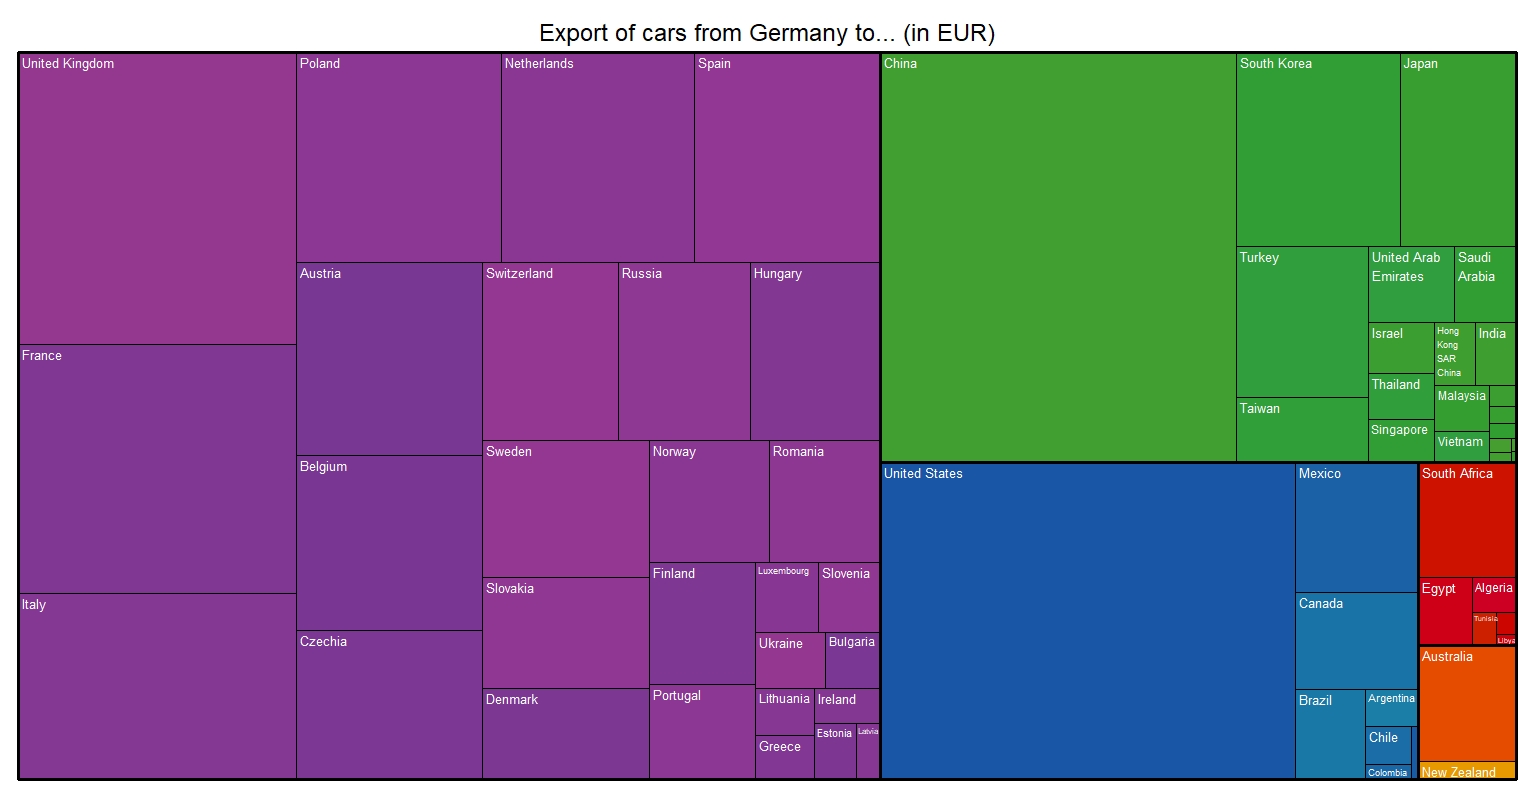 Export of cars from Germany to... (in EUR)
United Kingdom
Poland
Netherlands
Spain
China
South Korea
Japan
Austria
Switzerland
Russia
Hungary
Turkey
United Arab
Emirates
Saudi
Arabia
Israel
Hong
Kong
SAR
China
India
France
Thailand
Malaysia
Taiwan
Singapore
Vietnam
Belgium
Sweden
Norway
Romania
United States
Mexico
South Africa
Finland
Luxembourg
Slovenia
Slovakia
Egypt
Algeria
Italy
Canada
Tunisia
Libya
Czechia
Ukraine
Bulgaria
Australia
Denmark
Portugal
Lithuania
Ireland
Brazil
Argentina
Estonia
Latvia
Chile
Greece
Colombia
New Zealand